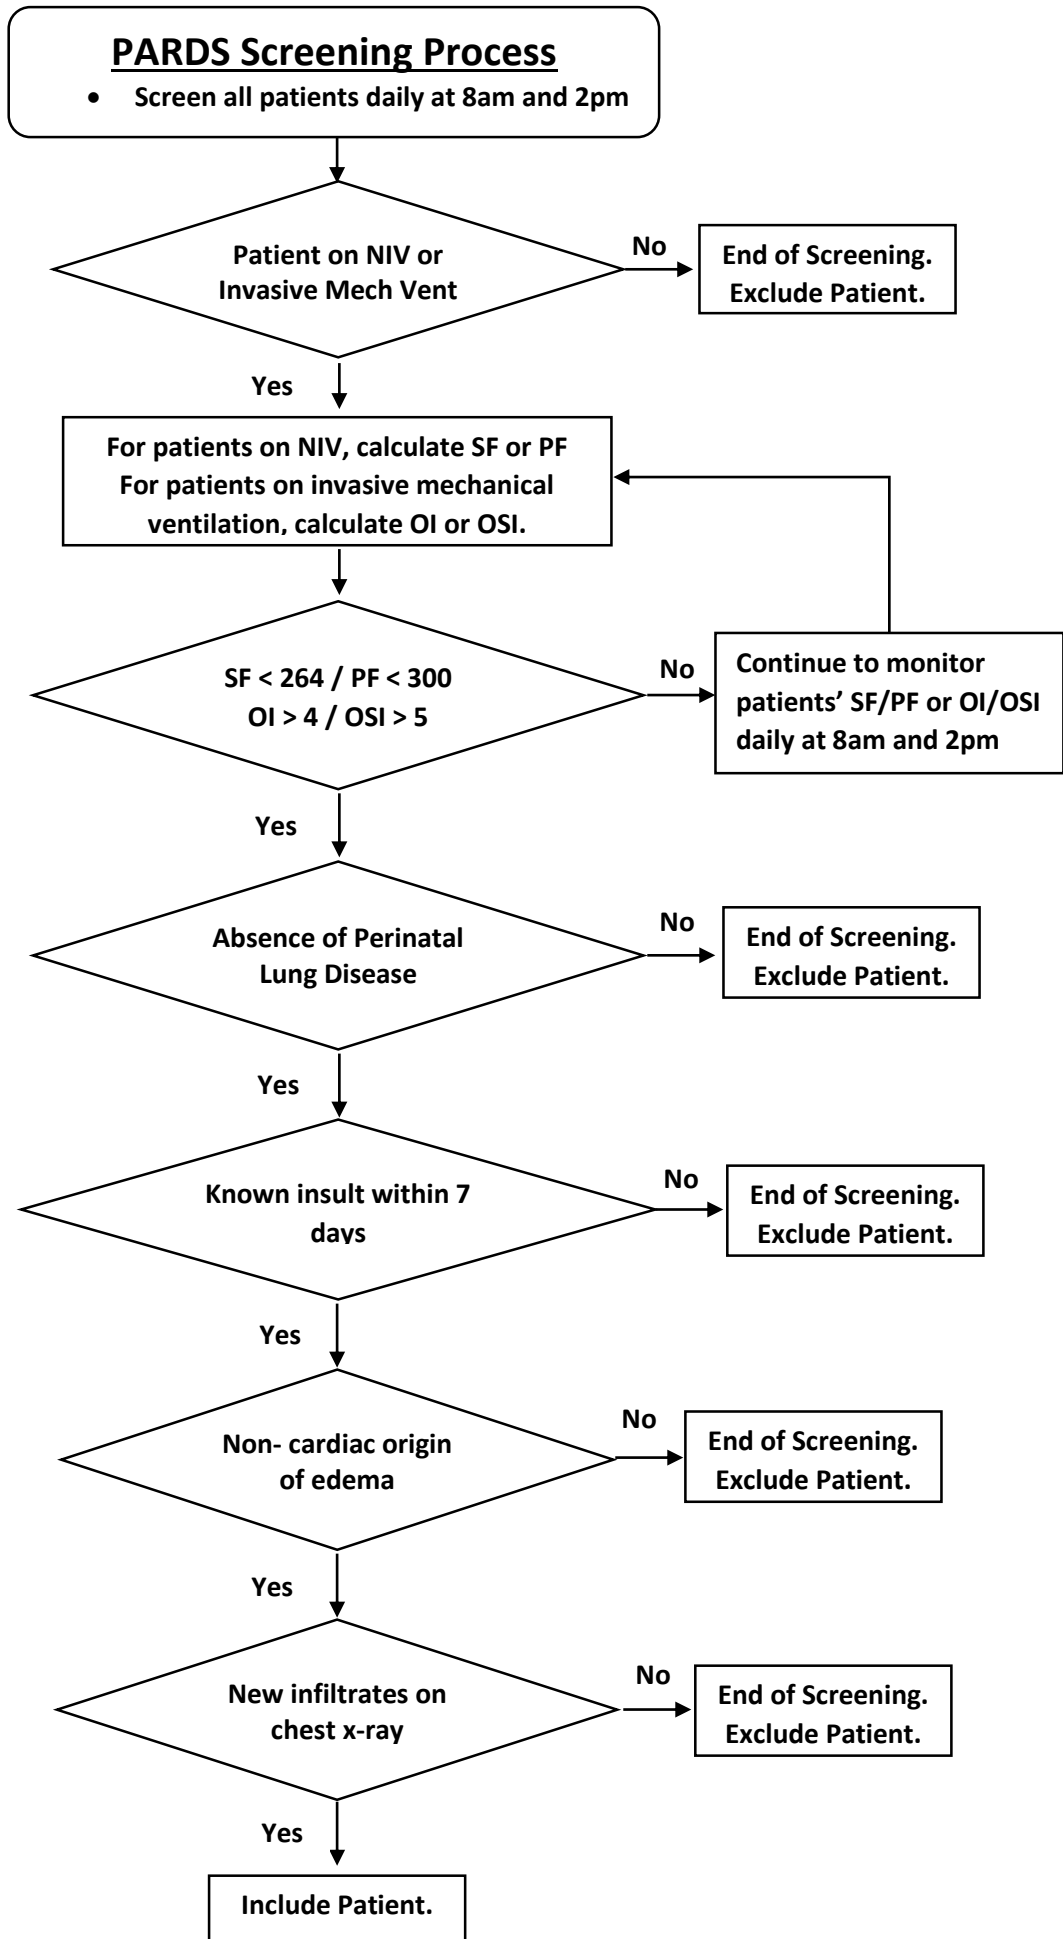 PARDS Screening Process
• Screen all patients daily at 8am and 2pm
Patient on NIV or
Invasive Mech Vent
No
End of Screening.
Exclude Patient.
Yes
For patients on NIV, calculate SF or PF
For patients on invasive mechanical
ventilation, calculate OI or OSI.
SF < 264 / PF < 300
OI > 4 / OSI > 5
No
Continue to monitor
patients’ SF/PF or OI/OSI
daily at 8am and 2pm
Yes
Absence of Perinatal
Lung Disease
No
End of Screening.
Exclude Patient.
Yes
Known insult within 7
days
No
End of Screening.
Exclude Patient.
Yes
Non- cardiac origin
of edema
No
End of Screening.
Exclude Patient.
Yes
New infiltrates on
chest x-ray
No
End of Screening.
Exclude Patient.
Yes
Include Patient.